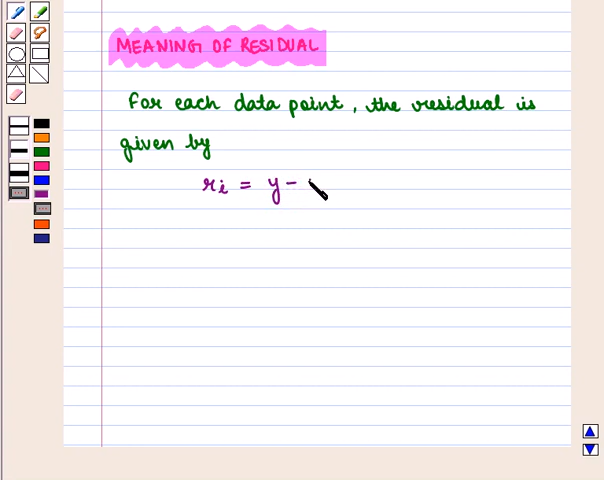 MEANING OF RESIDUAL
For each data point, the residual is
given by
ri = y -